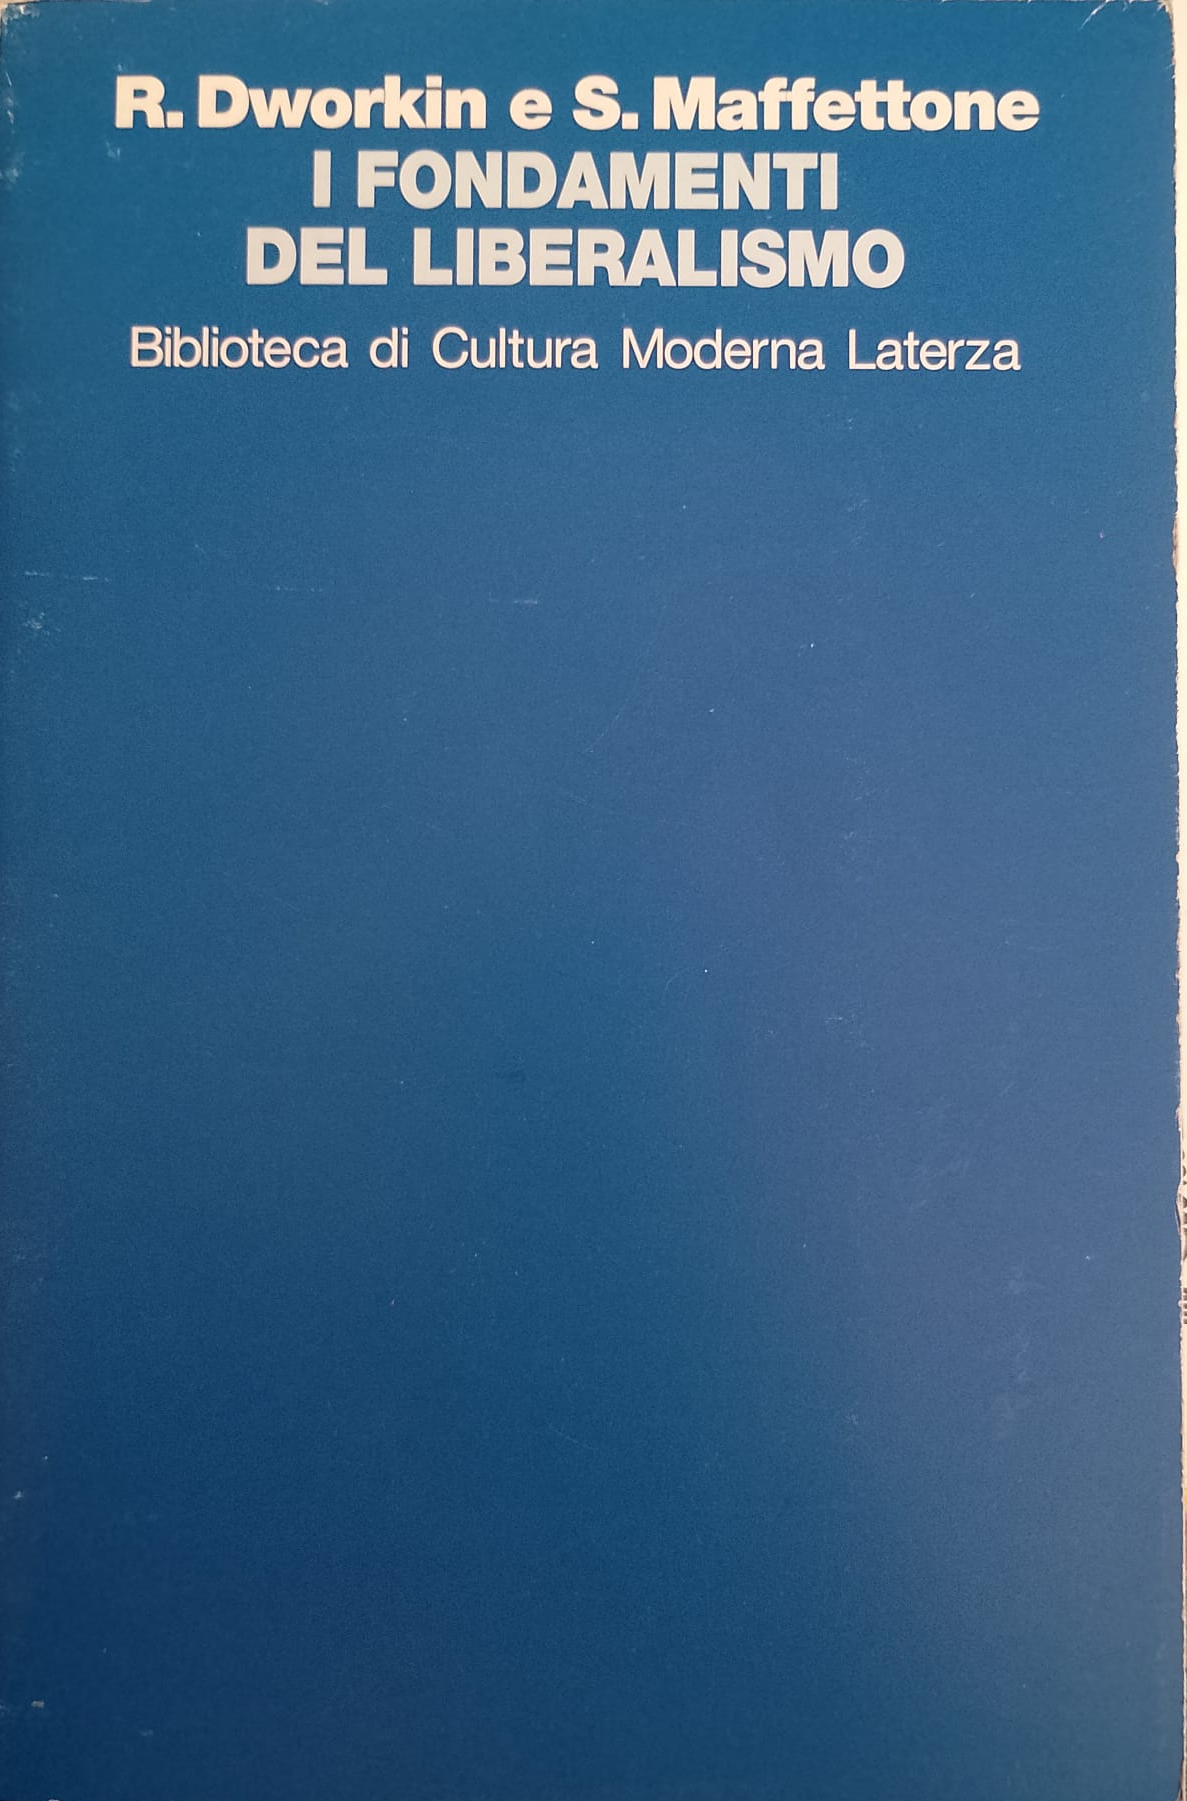 R. Dworkin e S. Maffettone
I FONDAMENTI
DEL LIBERALISMO
Biblioteca di Cultura Moderna Laterza